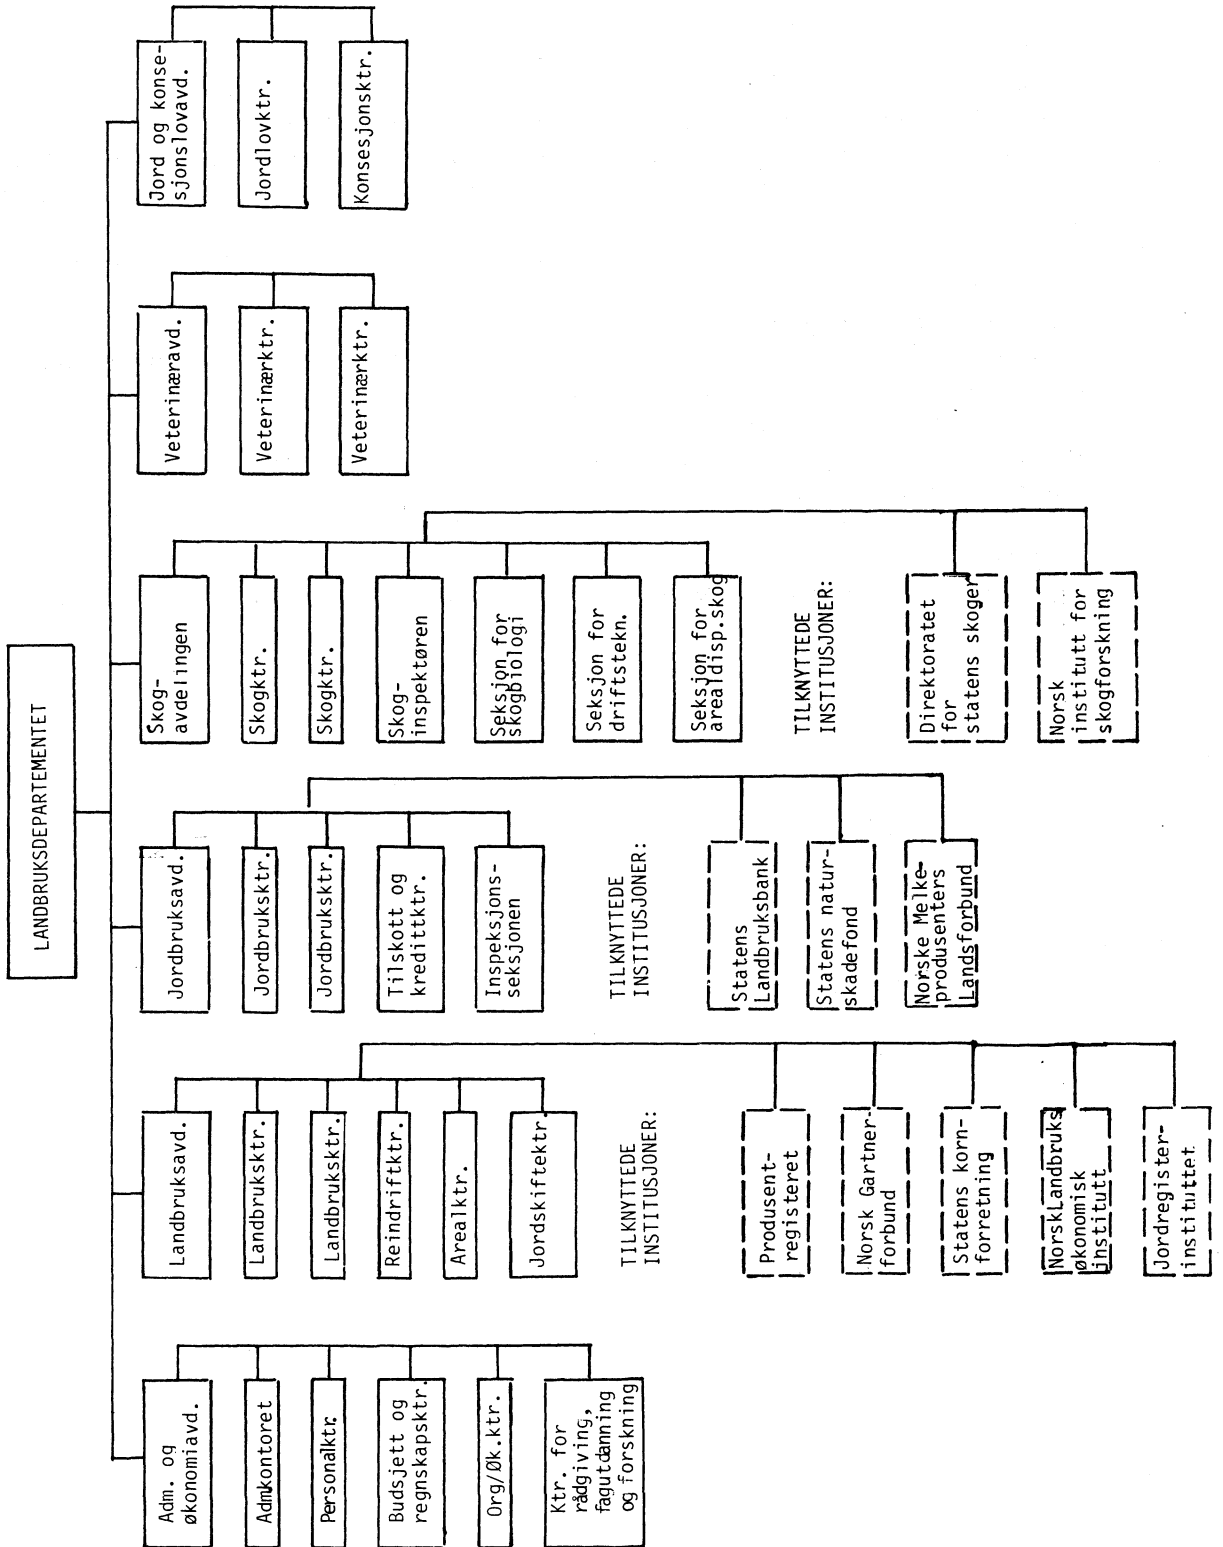 LANDBRUKSDEPARTEMENTET
Adm. og
økonomiavd.
Admkontoret
Personalktr.
Budsjett og
regnskapsktr.
Org/Øk.ktr.
Ktr. for
rådgiving,
fagutdanning
og forskning
Landbruksavd.
Landbruksktr.
Landbruksktr.
Reindriftktr.
Arealktr.
Jordskiftektr.
TILKNYTTEDE
INSTITUSJONER:
Produsent-
registeret
Norsk Gartner-
forbund
Statens korn-
forretning
NorskLandbruks
økonomisk
institutt
Jordregister-
instituttet
Jordbruksavd.
Jordbruksktr.
Jordbruksktr.
Tilskott og
kredittktr.
Inspeksjons-
seksjonen
TILKNYTTEDE
INSTITUSJONER:
Statens
Landbruksbank
Statens natur-
skadefond
Norske Melke-
produsenters
Landsforbund
Skog-
avdelingen
Skogktr.
Skogktr.
Skog-
inspektøren
Seksjon for
skogbiologi
Seksjon for
driftstekn.
Seksjon for
arealdisp.skog
TILKNYTTEDE
INSTITUSJONER:
Direktoratet
for
statens skoger
Norsk
institutt for
skogforskning
Veterinæravd.
Veterinærktr.
Veterinærktr.
Jord og konse-
sjonslovavd.
Jordlovktr.
Konsesjonsktr.